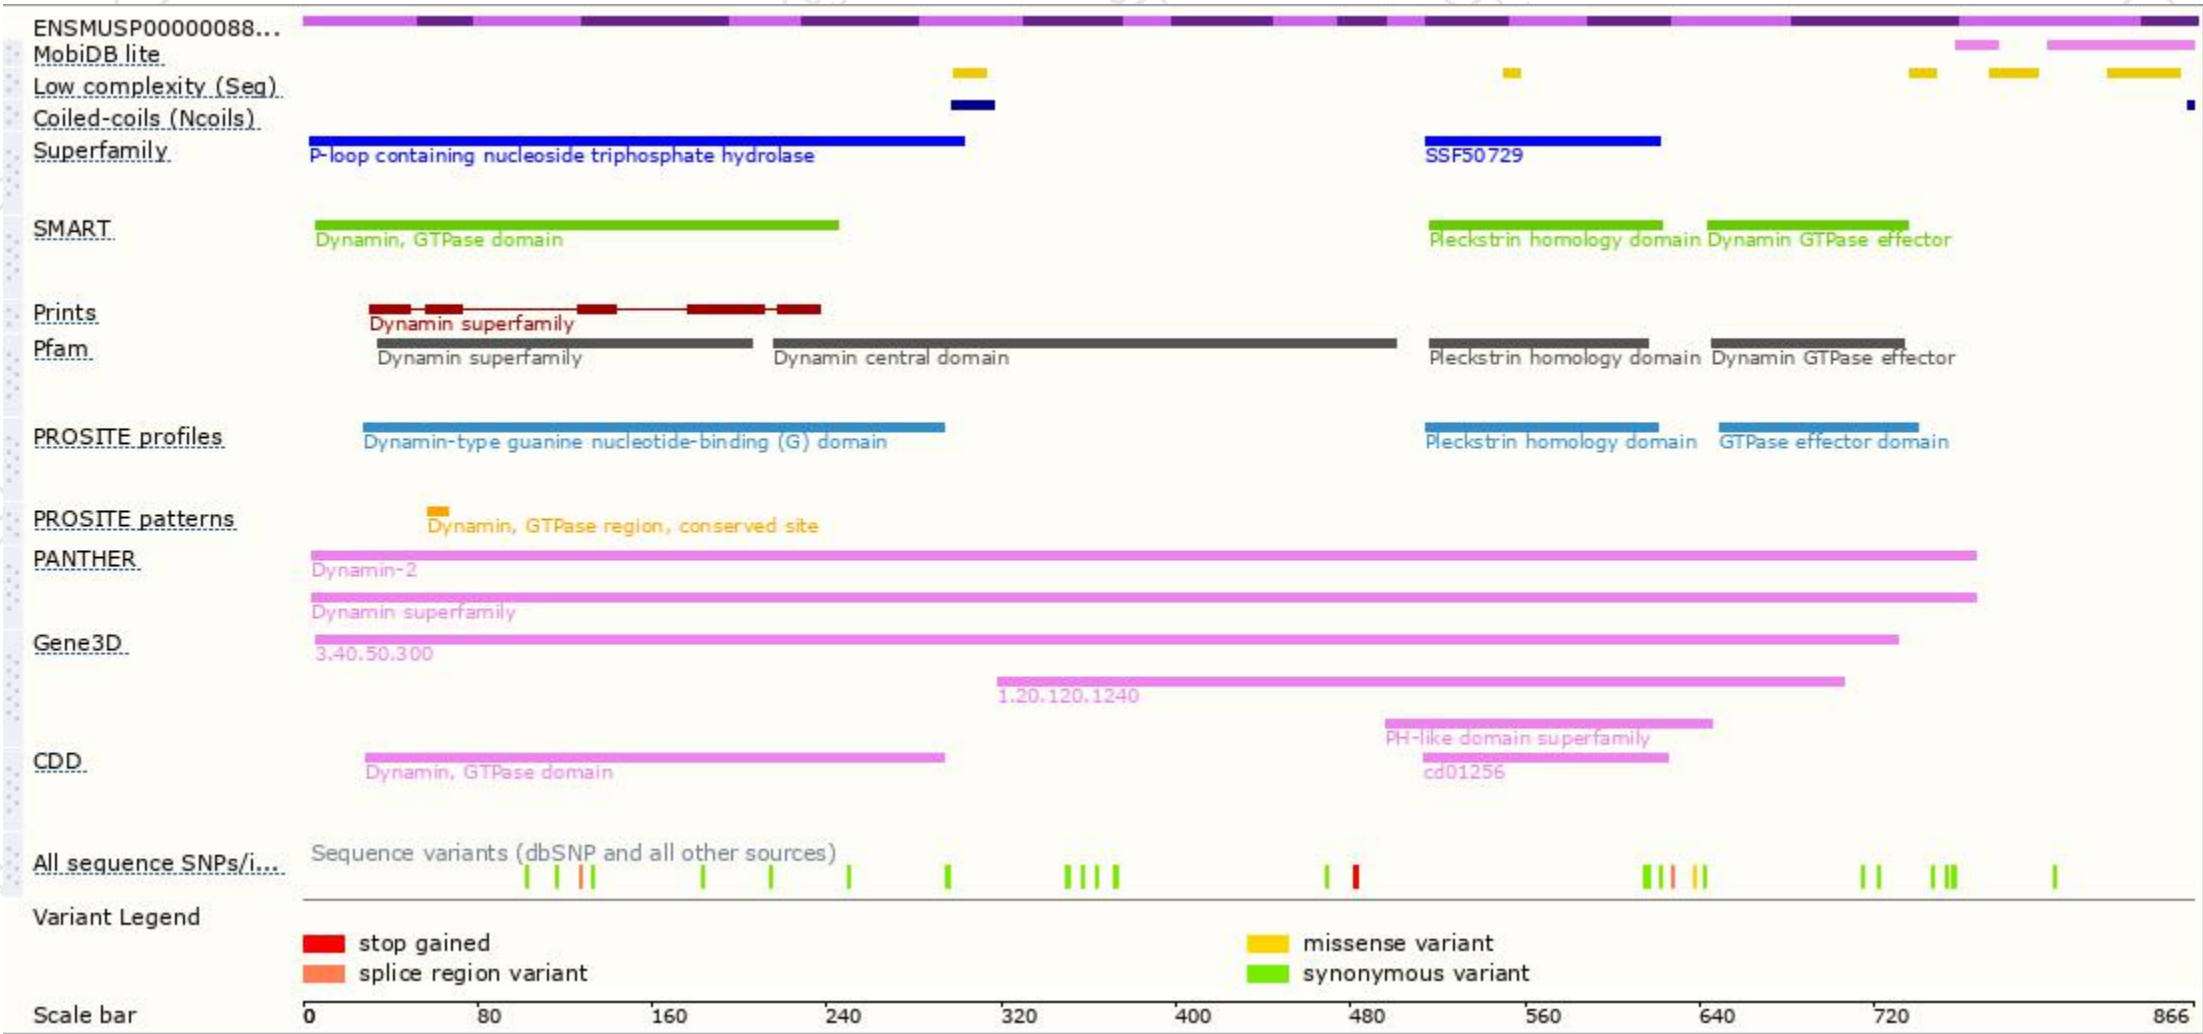 ENSMUSP00000088...
MobiDB lite
Low complexity (Seg)
Coiled-coils (Ncoils)
Superfamily
P-loop containing nucleoside triphosphate hydrolase
SSF50729
SMART
Dynamin, GTPase domain
Pleckstrin homology domain
Dynamin GTPase effector
Prints
Dynamin superfamily
Pfam
Dynamin superfamily
Dynamin central domain
Pleckstrin homology domain
Dynamin GTPase effector
PROSITE profiles
Dynamin-type guanine nucleotide-binding (G) domain
Pleckstrin homology domain
GTPase effector domain
PROSITE patterns
Dynamin, GTPase region, conserved site
PANTHER
Dynamin-2
Dynamin superfamily
Gene3D
3.40.50.300
1.20.120.1240
PH-like domain superfamily
CDD
Dynamin, GTPase domain
cd01256
All sequence SNPs/i...
Sequence variants (dbSNP and all other sources)
Variant Legend
stop gained
missense variant
splice region variant
synonymous variant
Scale bar
0 80 160 240 320 400 480 560 640 720 866